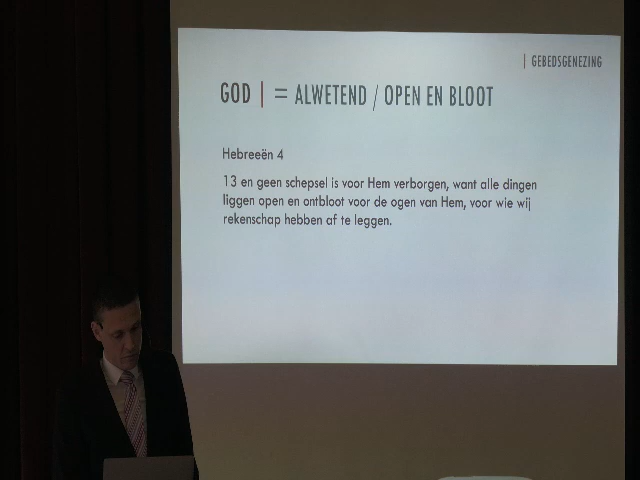 | GEBEDSGENEZING
GOD | = ALWETEND / OPEN EN BLOOT
Hebreeën 4
13 en geen schepsel is voor Hem verborgen, want alle dingen
liggen open en ontbloot voor de ogen van Hem, voor wie wij
rekenschap hebben af te leggen.